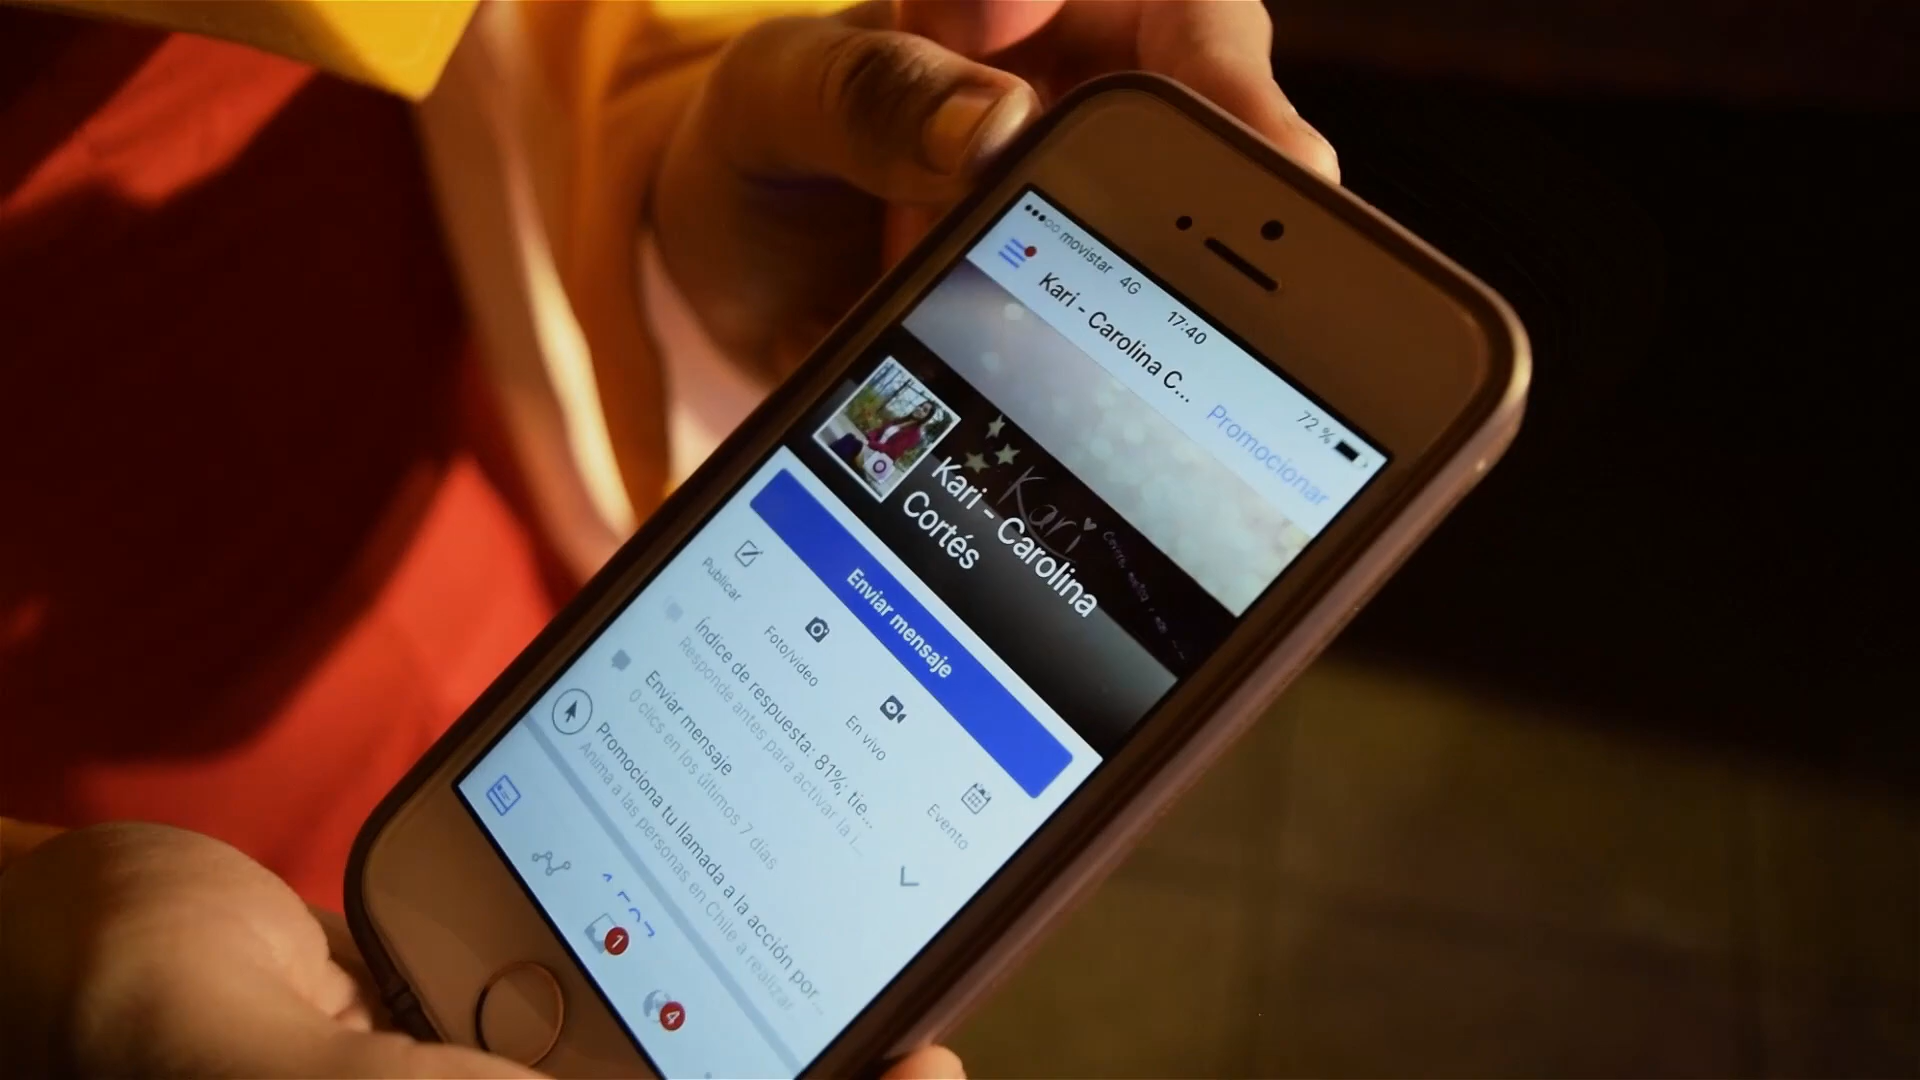 movistar 4G 17:40 72 %
Kari - Carolina C... Promocionar
Kari
Kari - Carolina
Cortés
Enviar mensaje
Publicar Foto/video En vivo Evento
Índice de respuesta: 81%; tie...
Responde antes para activar la i...
Enviar mensaje
0 clics en los últimos 7 días
Promociona tu llamada a la acción por...
Anima a las personas en Chile a realizar
1
4